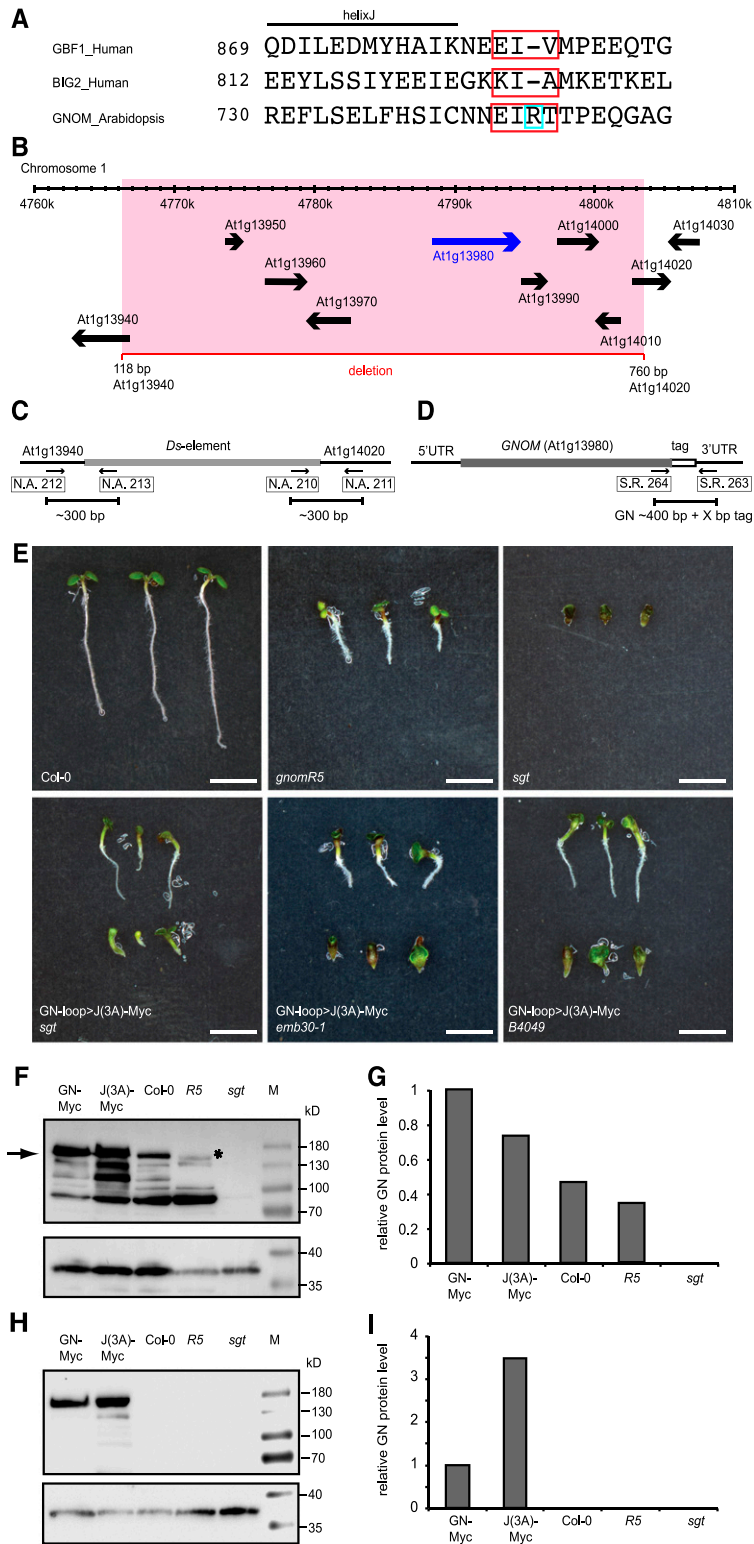 A
helixJ
GBF1_Human 869 QDILEDMYHAIKNEEI–VMPEEQTG
BIG2_Human 812 EEYLSSIYEEIEGKKI–AMKETKEL
GNOM_Arabidopsis 730 REFLSELFHSICNNEIRTTPEQGAG
B
Chromosome 1
4760k 4770k 4780k 4790k 4800k 4810k
At1g13950 At1g13980 At1g14000 At1g14030
At1g13960 At1g13990 At1g14020
At1g13940 At1g13970 At1g14010
118 bp deletion 760 bp
At1g13940 At1g14020
C
At1g13940 Ds-element At1g14020
N.A. 212 N.A. 213 N.A. 210 N.A. 211
~300 bp ~300 bp
D
5'UTR GNOM (At1g13980) tag 3'UTR
S.R. 264 S.R. 263
GN ~400 bp + X bp tag
E
Col-0
gnomR5
sgt
GN-loop>J(3A)-Myc
sgt
GN-loop>J(3A)-Myc
emb30-1
GN-loop>J(3A)-Myc
B4049
F
GN-Myc J(3A)-Myc Col-0 R5 sgt M
kD
*
180
130
100
70
40
35
G
relative GN protein level
1
0.8
0.6
0.4
0.2
0
GN-Myc J(3A)-Myc Col-0 R5 sgt
H
GN-Myc J(3A)-Myc Col-0 R5 sgt M
kD
180
130
100
70
40
35
I
relative GN protein level
4
3
2
1
0
GN-Myc J(3A)-Myc Col-0 R5 sgt